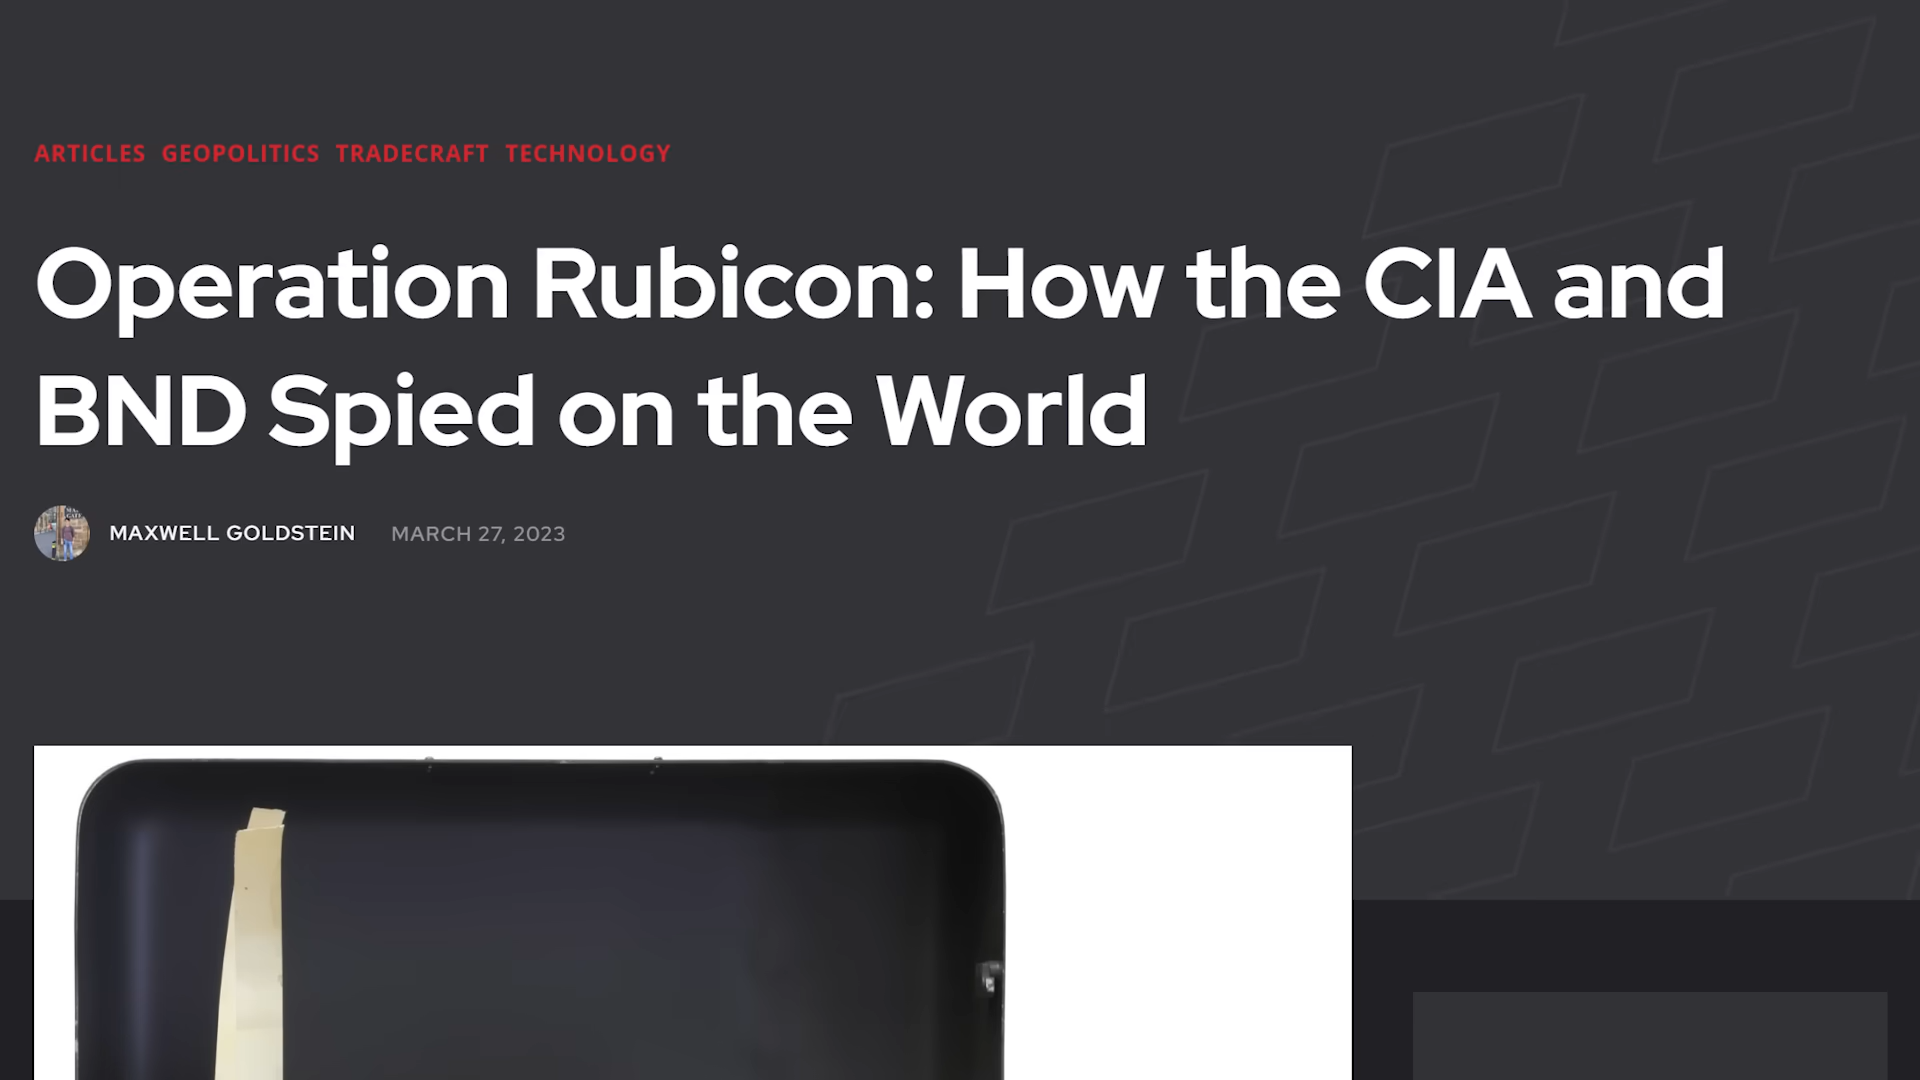 ARTICLES GEOPOLITICS TRADECRAFT TECHNOLOGY
Operation Rubicon: How the CIA and
BND Spied on the World
MAXWELL GOLDSTEIN MARCH 27, 2023